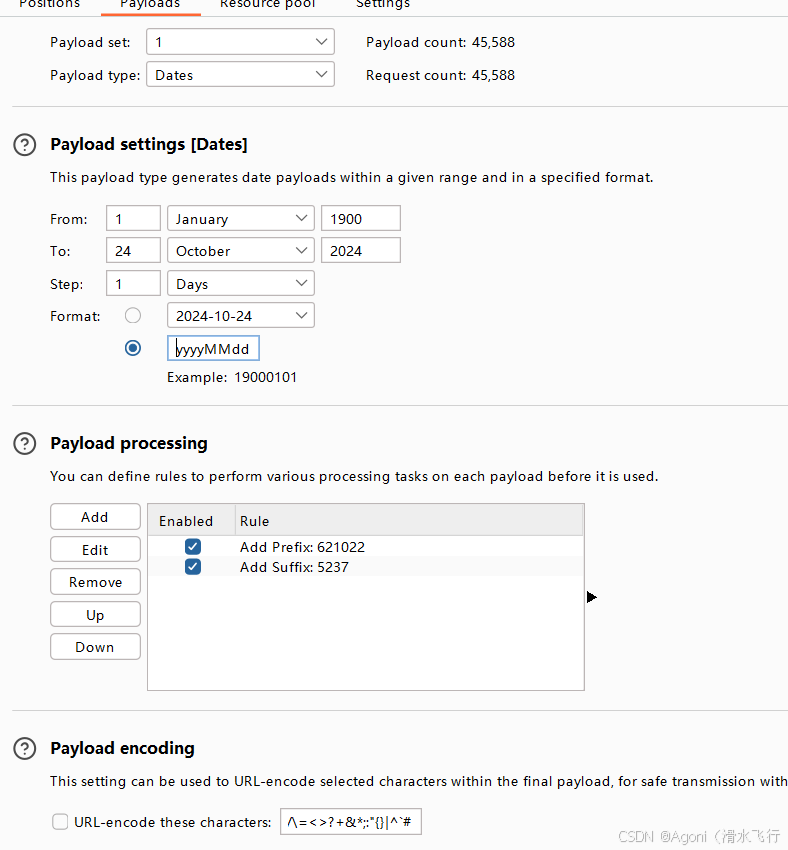 Positions Payloads Resource pool Settings
Payload set: 1 Payload count: 45,588
Payload type: Dates Request count: 45,588
Payload settings [Dates]
This payload type generates date payloads within a given range and in a specified format.
From: 1 January 1900
To: 24 October 2024
Step: 1 Days
Format: 2024-10-24
yyyyMMdd
Example: 19000101
Payload processing
You can define rules to perform various processing tasks on each payload before it is used.
Add
Edit
Remove
Up
Down
Enabled Rule
Add Prefix: 621022
Add Suffix: 5237
Payload encoding
This setting can be used to URL-encode selected characters within the final payload, for safe transmission with
URL-encode these characters: /\=<>?+&*;:"{}|^`#
CSDN @Agoni（滑水飞行